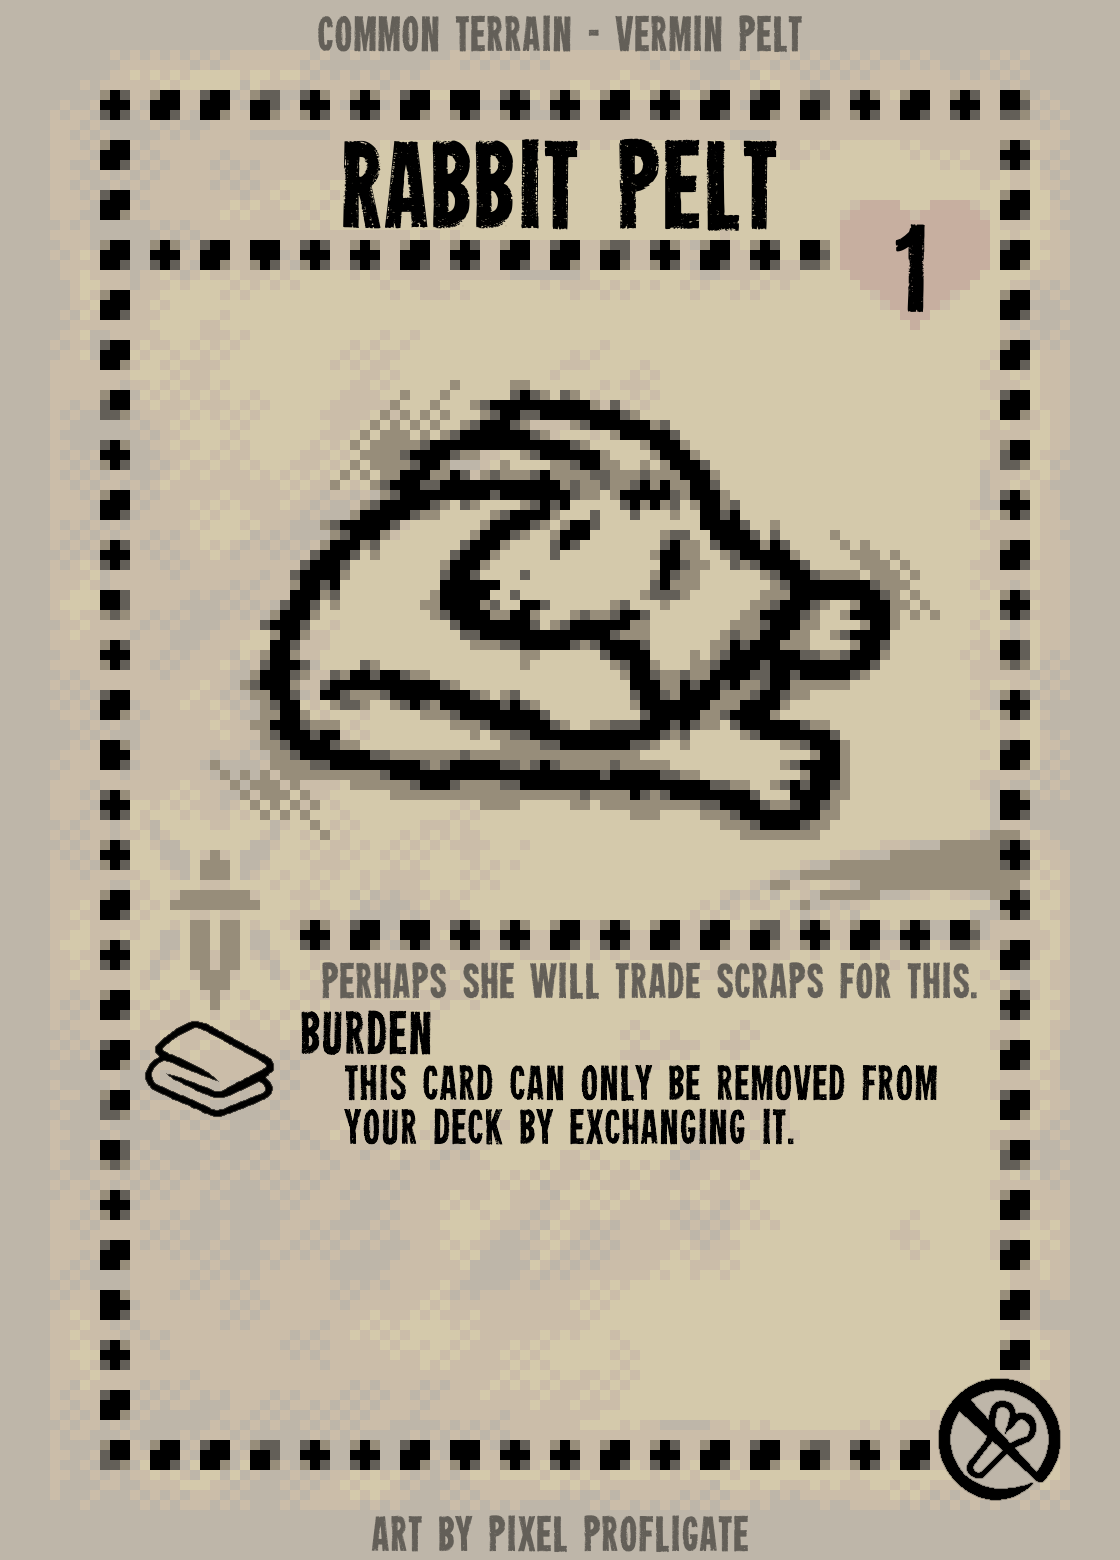 COMMON TERRAIN - VERMIN PELT
RABBIT PELT
1
PERHAPS SHE WILL TRADE SCRAPS FOR THIS.
BURDEN
THIS CARD CAN ONLY BE REMOVED FROM
YOUR DECK BY EXCHANGING IT.
ART BY PIXEL PROFLIGATE